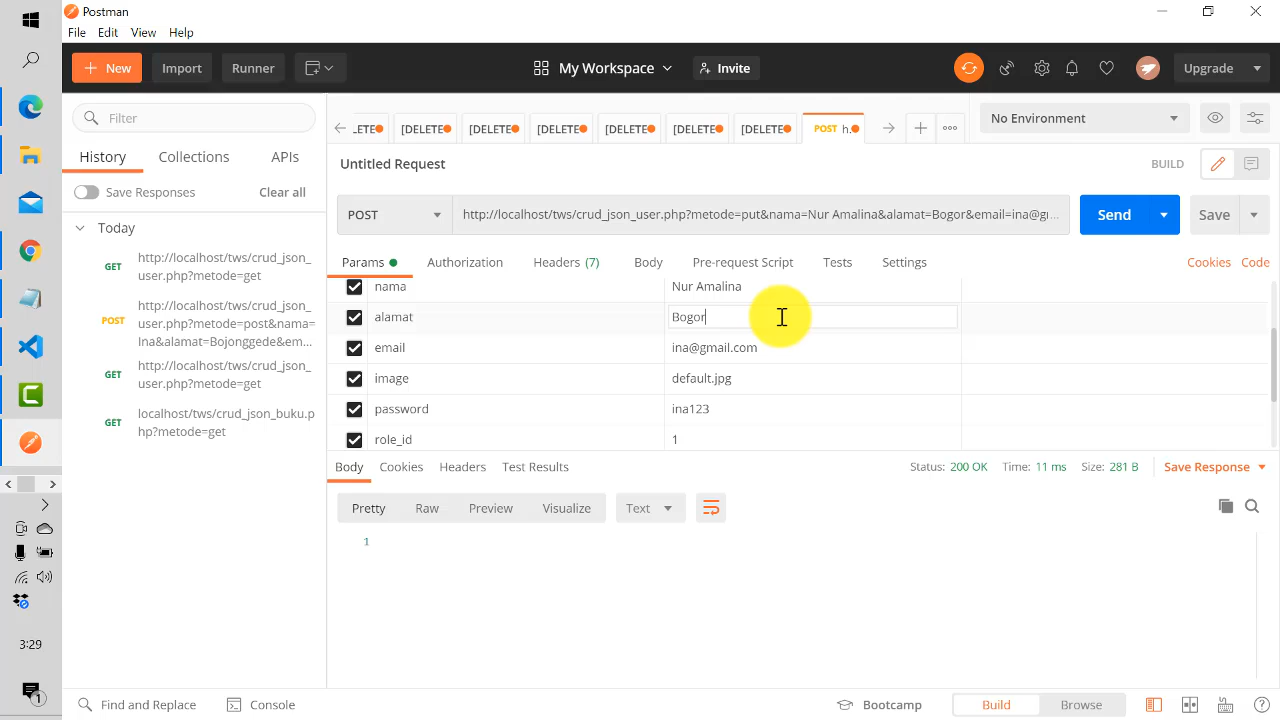 Postman
File Edit View Help
+ New Import Runner My Workspace Invite Upgrade
Filter
LETE [DELETE [DELETE [DELETE [DELETE [DELETE [DELETE POST h. No Environment
History Collections APIs
Untitled Request BUILD
Save Responses Clear all
POST http://localhost/tws/crud_json_user.php?metode=put&nama=Nur Amalina&alamat=Bogor&email=ina@gr... Send Save
Today
GET http://localhost/tws/crud_json_
user.php?metode=get
POST http://localhost/tws/crud_json_
user.php?metode=post&nama=
Ina&alamat=Bojonggede&em...
GET http://localhost/tws/crud_json_
user.php?metode=get
GET localhost/tws/crud_json_buku.p
hp?metode=get
Params Authorization Headers (7) Body Pre-request Script Tests Settings Cookies Code
nama Nur Amalina
alamat Bogor
email ina@gmail.com
image default.jpg
password ina123
role_id 1
Body Cookies Headers Test Results Status: 200 OK Time: 11 ms Size: 281 B Save Response
Pretty Raw Preview Visualize Text
1
3:29
1
Find and Replace Console Bootcamp Build Browse